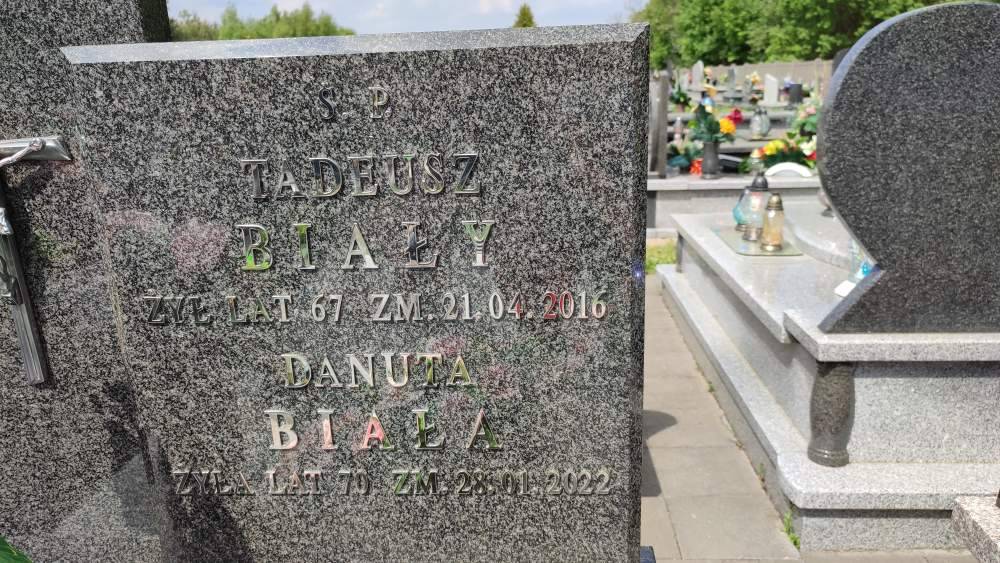 Ś. P.
TADEUSZ
BIAŁY
ŻYŁ LAT 67 ZM. 21.04.2016
DANUTA
BIAŁA
ŻYŁA LAT 70 ZM. 28.01.2022